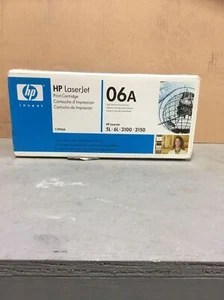 hp
invent
HP LaserJet
Print Cartridge
Cartouche d'Impression
Cartucho de Impresión
C3906A
06A
HP LaserJet
5L · 6L · 3100 · 3150